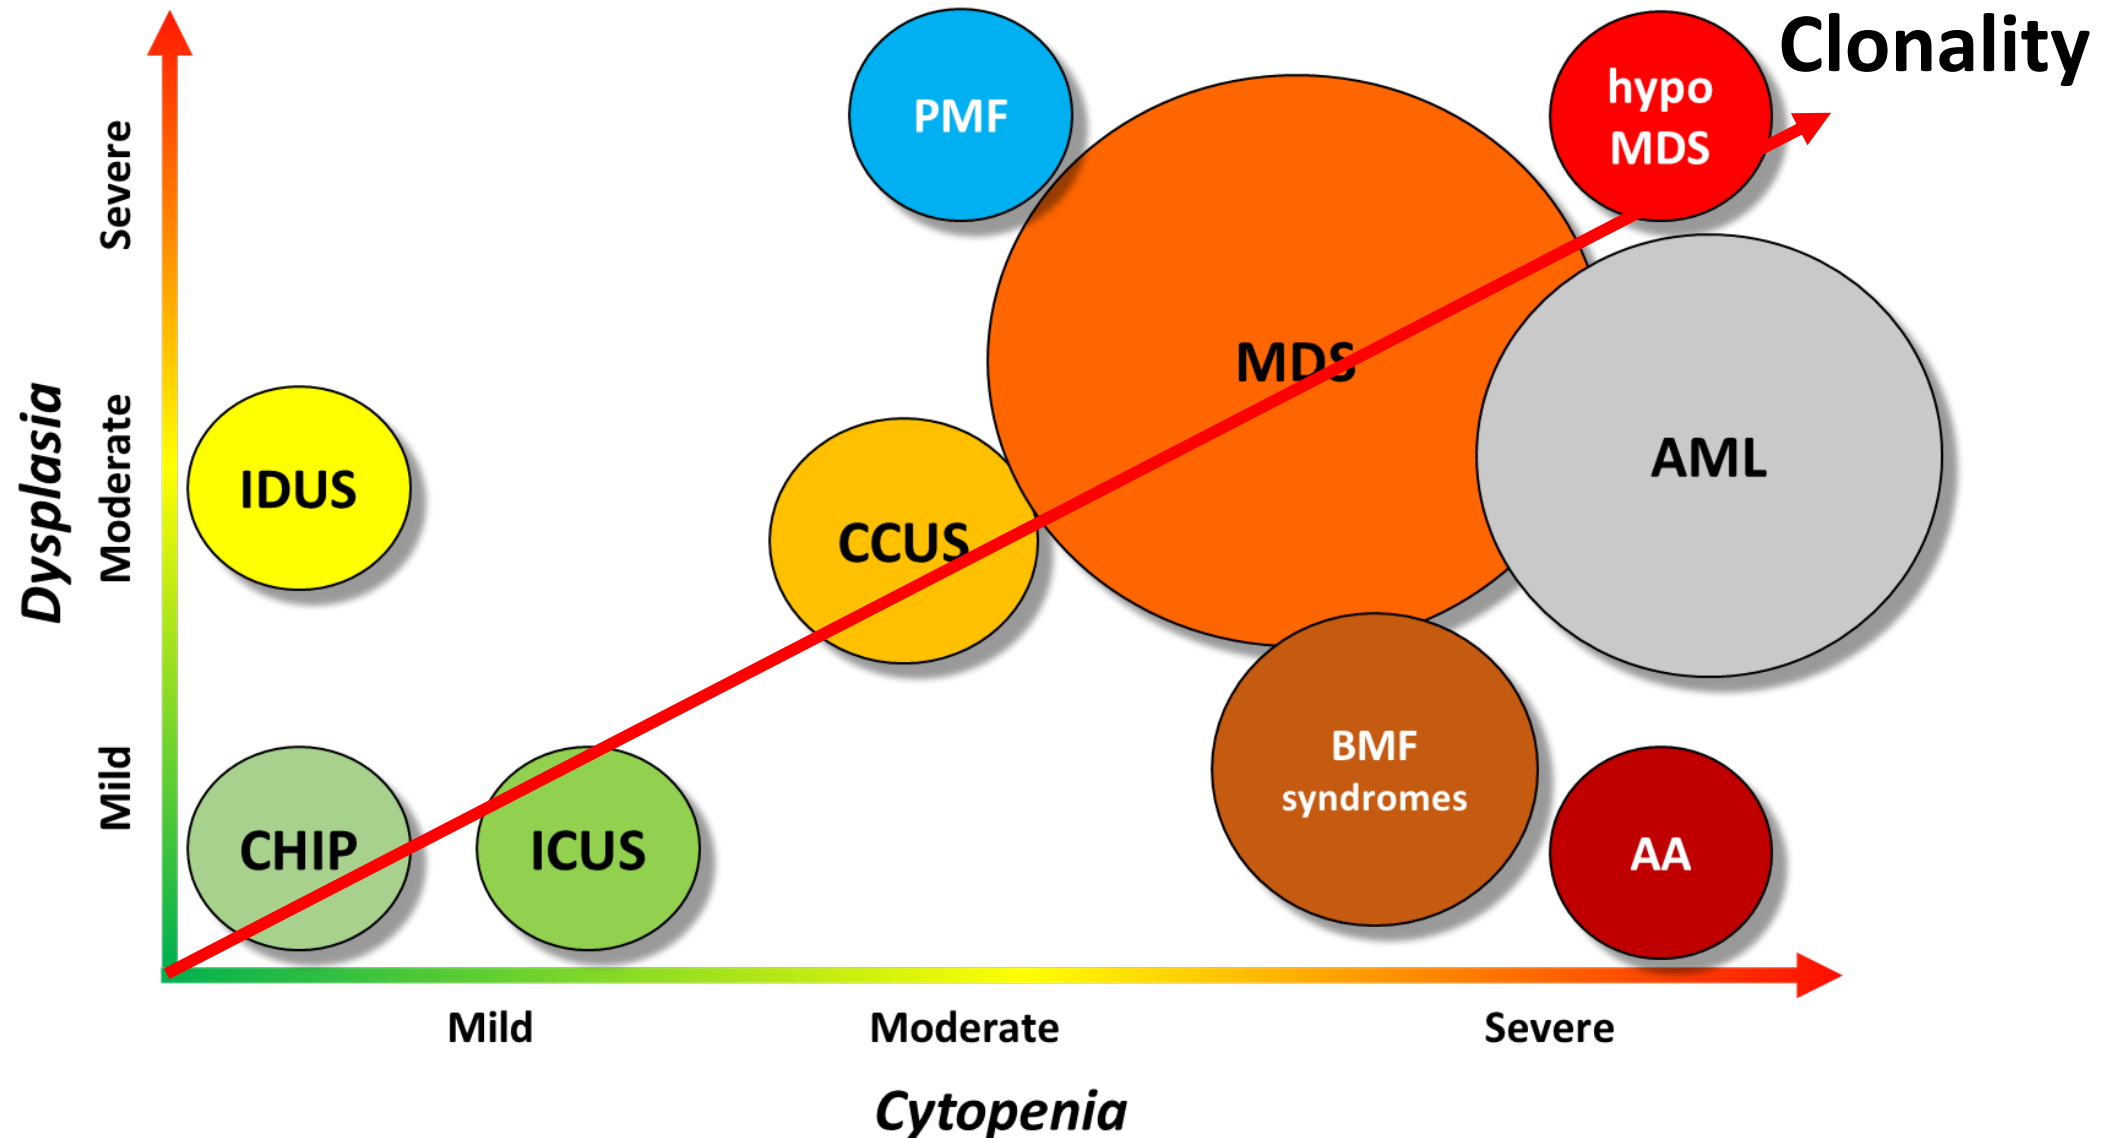 Clonality
hypo
MDS
PMF
Severe
MDS
AML
Dysplasia
Moderate
IDUS
CCUS
BMF
syndromes
Mild
CHIP
ICUS
AA
Mild
Moderate
Severe
Cytopenia